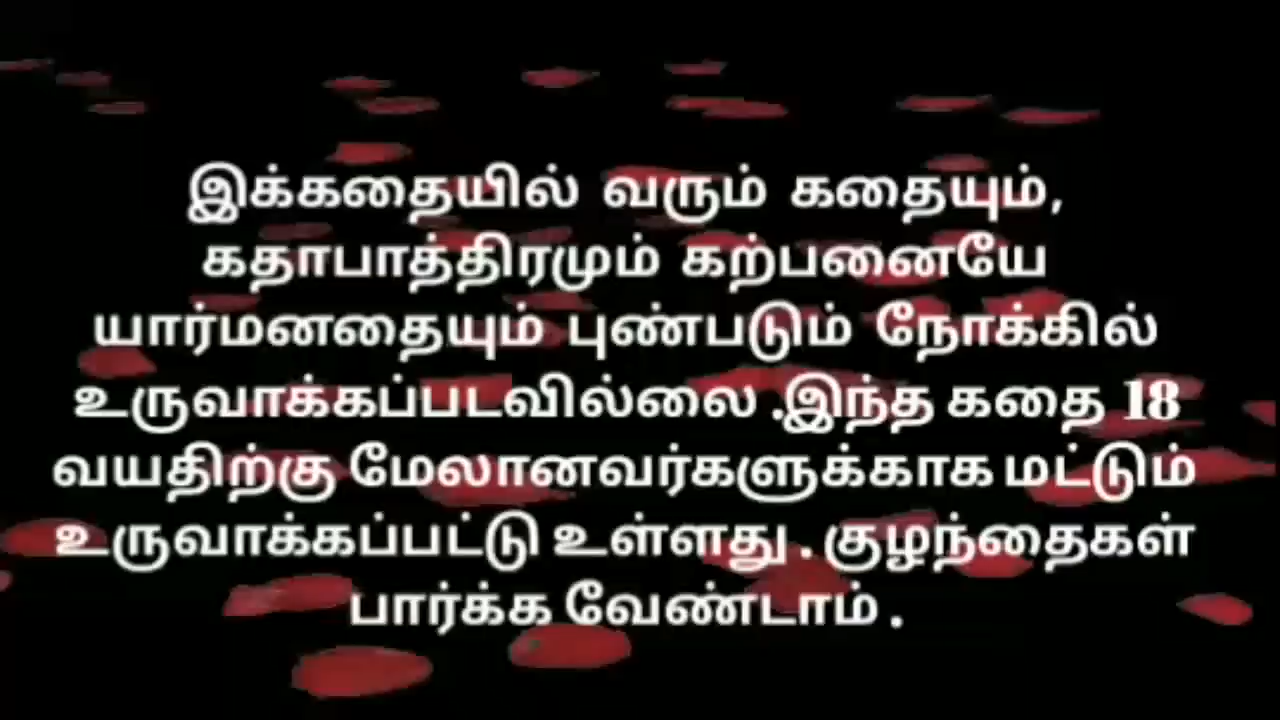 இக்கதையில் வரும் கதையும்,
கதாபாத்திரமும் கற்பனையே
யார்மனதையும் புண்படும் நோக்கில்
உருவாக்கப்படவில்லை .இந்த கதை 18
வயதிற்கு மேலானவர்களுக்காக மட்டும்
உருவாக்கப்பட்டு உள்ளது . குழந்தைகள்
பார்க்க வேண்டாம் .